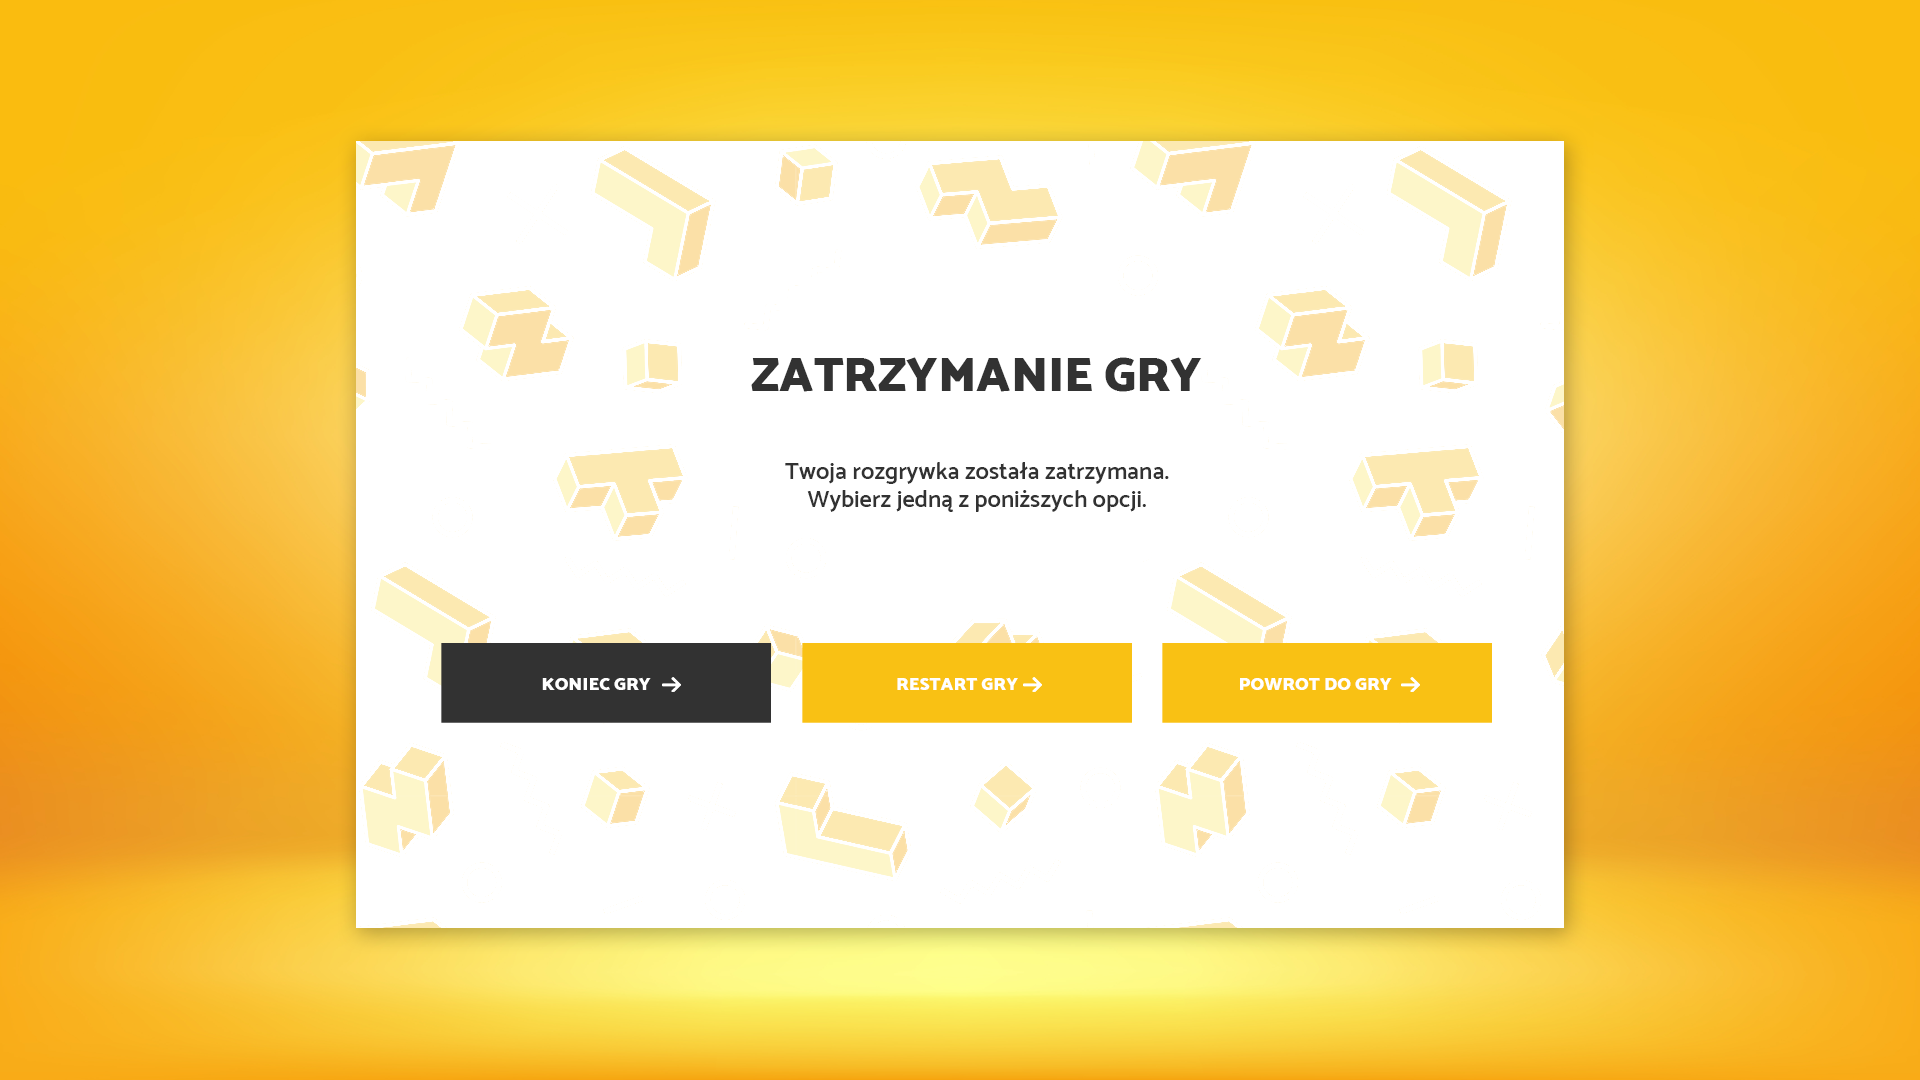 ZATRZYMANIE GRY
Twoja rozgrywka została zatrzymana.
Wybierz jedną z poniższych opcji.
KONIEC GRY
RESTART GRY
POWROT DO GRY